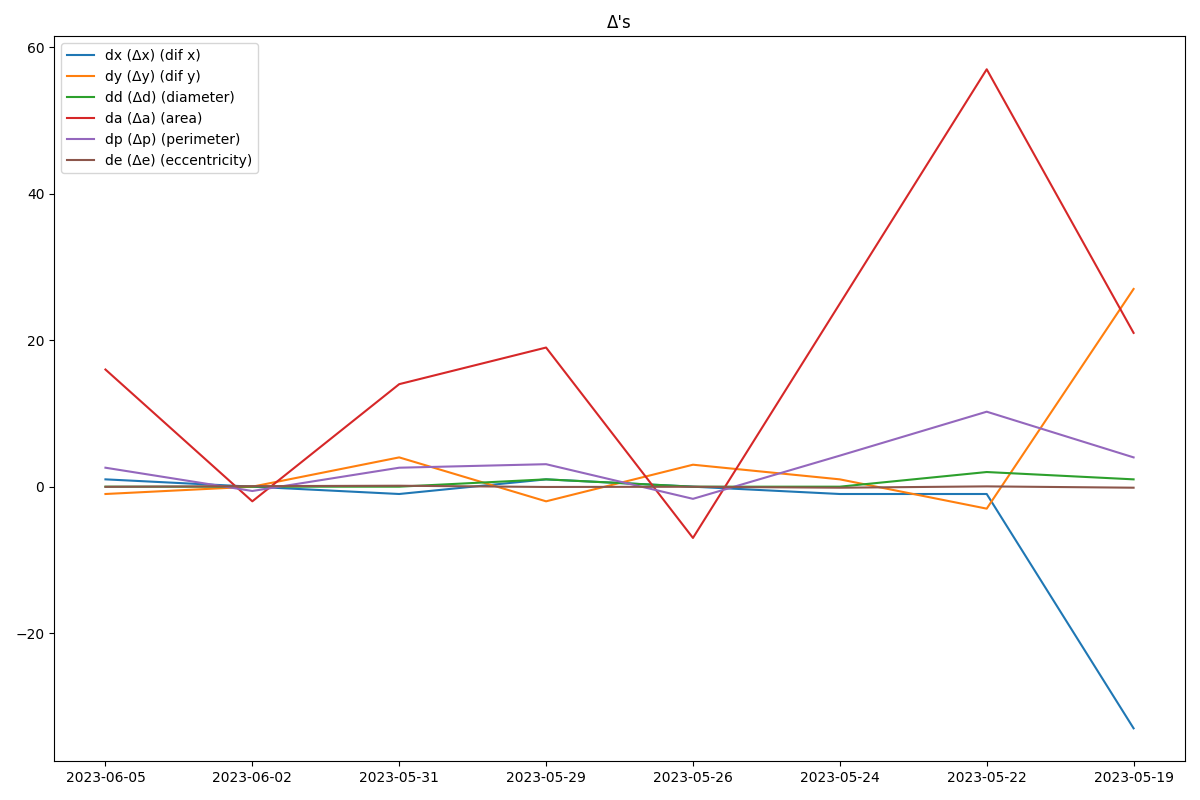 Δ's
60
40
20
0
−20
dx (Δx) (dif x)
dy (Δy) (dif y)
dd (Δd) (diameter)
da (Δa) (area)
dp (Δp) (perimeter)
de (Δe) (eccentricity)
2023-06-05 2023-06-02 2023-05-31 2023-05-29 2023-05-26 2023-05-24 2023-05-22 2023-05-19